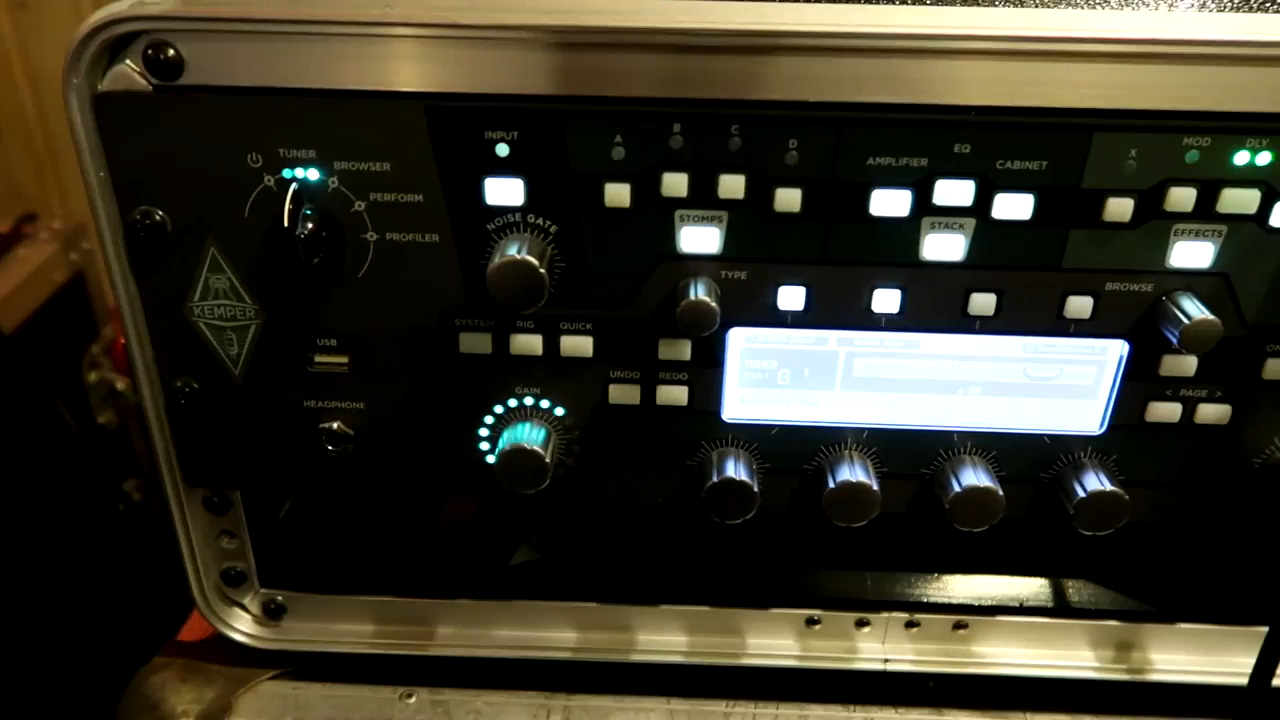 TUNER
BROWSER
PERFORM
PROFILER
KEMPER
USB
HEADPHONE
INPUT
NOISE GATE
SYSTEM
RIG
QUICK
UNDO
REDO
GAIN
A
B
C
D
STOMPS
TYPE
AMPLIFIER
EQ
CABINET
STACK
X
MOD
DLY
EFFECTS
BROWSE
< PAGE >
TUNER